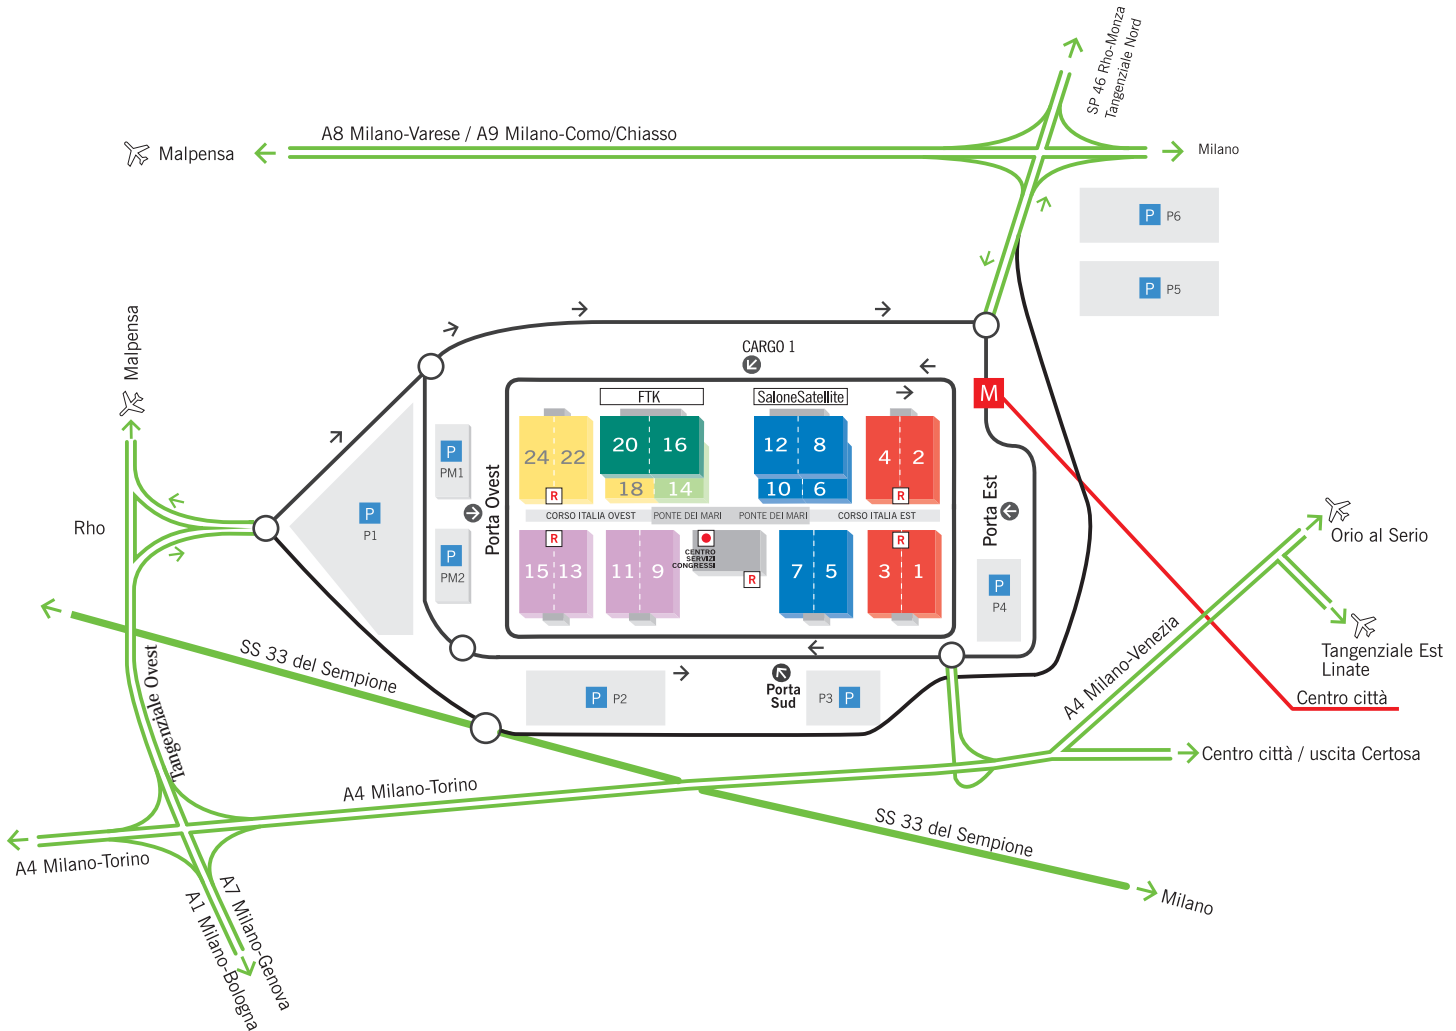 SP 46 Rho-Monza
Tangenziale Nord
A8 Milano-Varese / A9 Milano-Como/Chiasso
Malpensa
Milano
P P6
P P5
Malpensa
CARGO 1
M
FTK
SaloneSatellite
24 22
20 16
12 8
4 2
18 14
10 6
R
R
P
PM1
Porta Ovest
Porta Est
P
P1
CORSO ITALIA OVEST
PONTE DEI MARI
PONTE DEI MARI
CORSO ITALIA EST
Rho
Orio al Serio
P
PM2
R
R
CENTRO
SERVIZI
CONGRESSI
R
15 13
11 9
7 5
3 1
P
P4
Tangenziale Est
Linate
SS 33 del Sempione
Tangenziale Ovest
A4 Milano-Venezia
P P2
Porta
Sud
P3 P
Centro città
Centro città / uscita Certosa
A4 Milano-Torino
SS 33 del Sempione
A4 Milano-Torino
Milano
A7 Milano-Genova
A1 Milano-Bologna